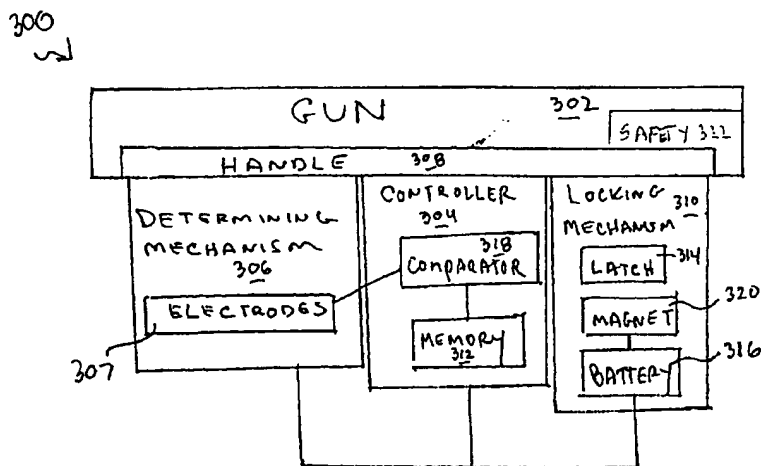 300
GUN
302
SAFETY 322
HANDLE 308
DETERMINING
MECHANISM
306
ELECTRODES
307
CONTROLLER
304
318
COMPARATOR
MEMORY
312
LOCKING
MECHANISM 310
LATCH 314
MAGNET 320
BATTERY 316